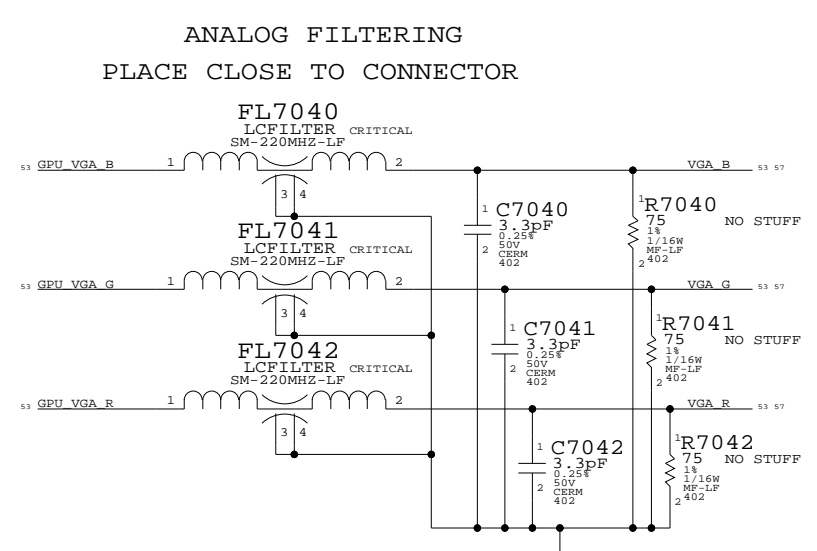 ANALOG FILTERING
PLACE CLOSE TO CONNECTOR
FL7040
LCFILTER CRITICAL
SM-220MHZ-LF
53 GPU_VGA_B 1 2 VGA_B 53 57
3 4
1 C7040
3.3pF
0.25%
50V
2 CERM
402
1 R7040
75 NO STUFF
1%
1/16W
MF-LF
2 402
FL7041
LCFILTER CRITICAL
SM-220MHZ-LF
53 GPU_VGA_G 1 2 VGA_G 53 57
3 4
1 C7041
3.3pF
0.25%
50V
2 CERM
402
1 R7041
75 NO STUFF
1%
1/16W
MF-LF
2 402
FL7042
LCFILTER CRITICAL
SM-220MHZ-LF
53 GPU_VGA_R 1 2 VGA_R 53 57
3 4
1 C7042
3.3pF
0.25%
50V
2 CERM
402
1 R7042
75 NO STUFF
1%
1/16W
MF-LF
2 402